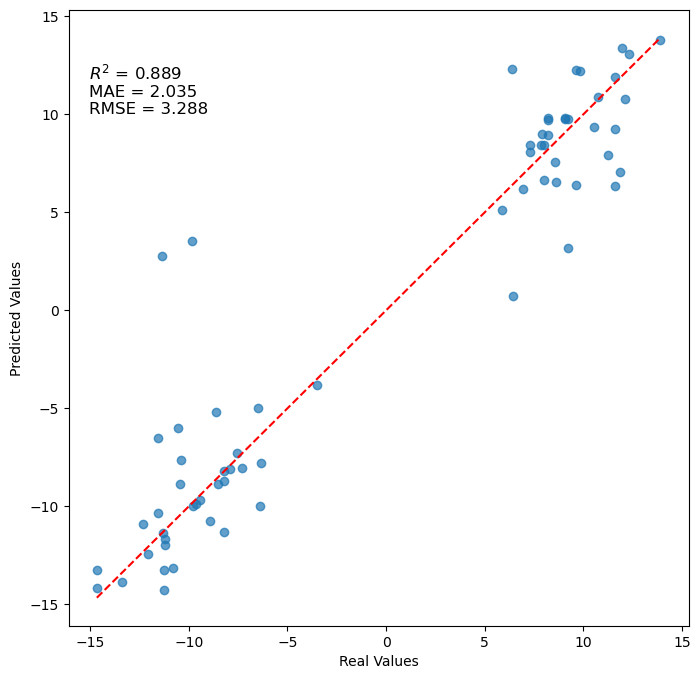 R² = 0.889
MAE = 2.035
RMSE = 3.288
15
10
5
0
−5
−10
−15
Predicted Values
−15 −10 −5 0 5 10 15
Real Values